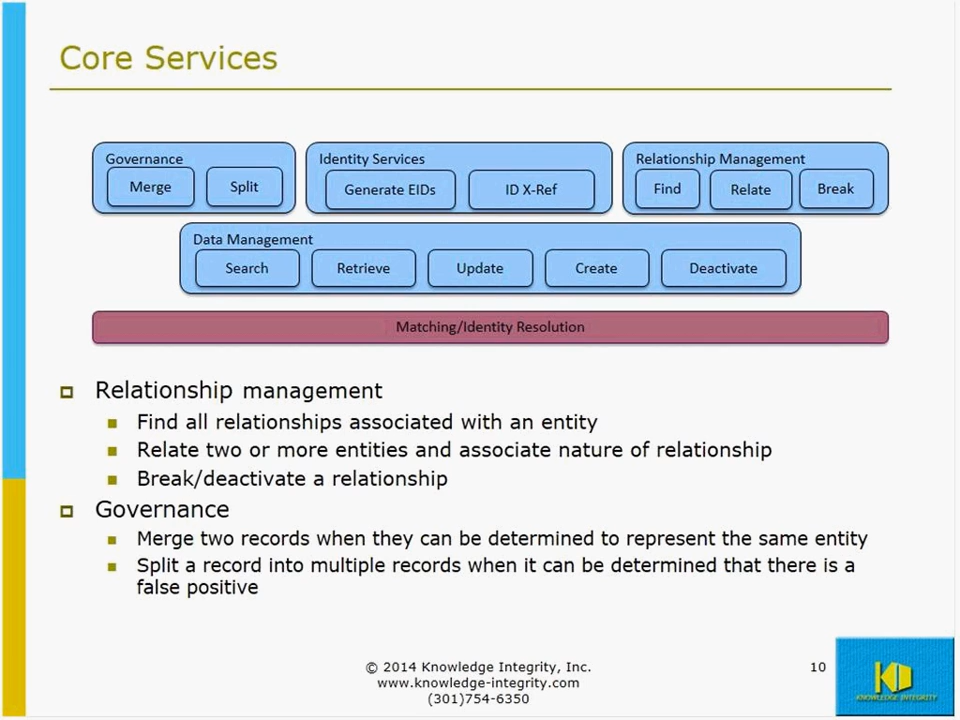 Core Services
Governance
Merge
Split
Identity Services
Generate EIDs
ID X-Ref
Relationship Management
Find
Relate
Break
Data Management
Search
Retrieve
Update
Create
Deactivate
Matching/Identity Resolution
Relationship management
Find all relationships associated with an entity
Relate two or more entities and associate nature of relationship
Break/deactivate a relationship
Governance
Merge two records when they can be determined to represent the same entity
Split a record into multiple records when it can be determined that there is a
false positive
© 2014 Knowledge Integrity, Inc.
www.knowledge-integrity.com
(301)754-6350
10
KNOWLEDGE INTEGRITY